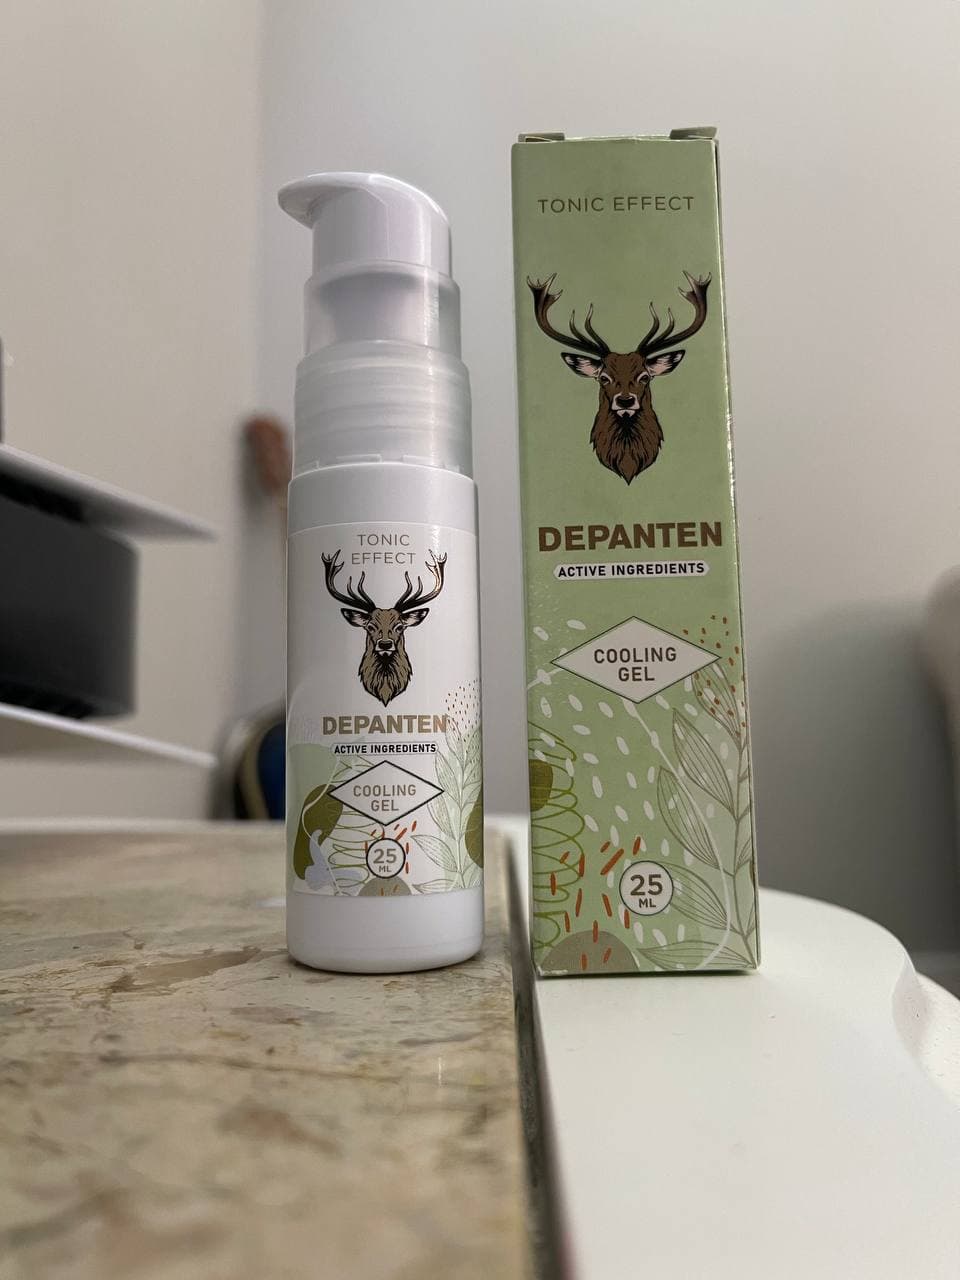 TONIC
EFFECT
DEPANTEN
ACTIVE INGREDIENTS
COOLING
GEL
25
ML
TONIC EFFECT
DEPANTEN
ACTIVE INGREDIENTS
COOLING
GEL
25
ML